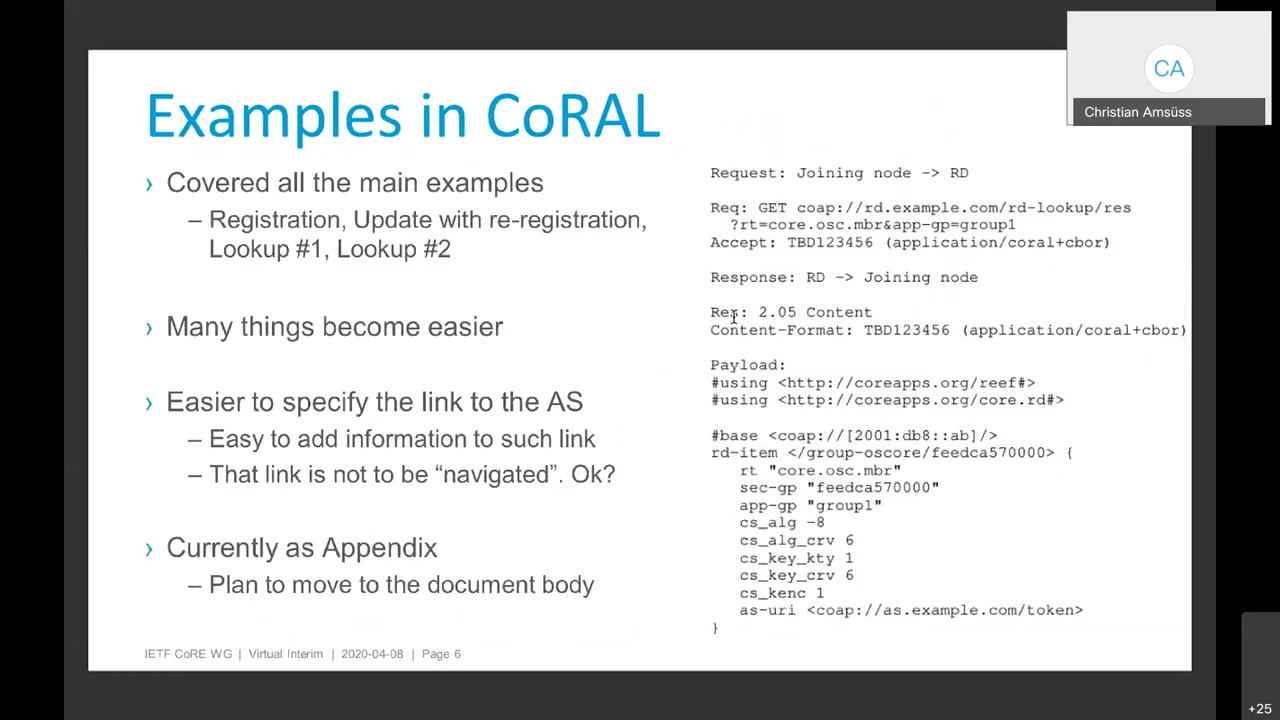 Examples in CoRAL
› Covered all the main examples
– Registration, Update with re-registration,
Lookup #1, Lookup #2
› Many things become easier
› Easier to specify the link to the AS
– Easy to add information to such link
– That link is not to be “navigated”. Ok?
› Currently as Appendix
– Plan to move to the document body
Request: Joining node -> RD
Req: GET coap://rd.example.com/rd-lookup/res
?rt=core.osc.mbr&app-gp=group1
Accept: TBD123456 (application/coral+cbor)
Response: RD -> Joining node
Res: 2.05 Content
Content-Format: TBD123456 (application/coral+cbor)
Payload:
#using <http://coreapps.org/reef#>
#using <http://coreapps.org/core.rd#>
#base <coap://[2001:db8::ab]/>
rd-item </group-oscore/feedca570000> {
rt "core.osc.mbr"
sec-gp "feedca570000"
app-gp "group1"
cs_alg -8
cs_alg_crv 6
cs_key_kty 1
cs_key_crv 6
cs_kenc 1
as-uri <coap://as.example.com/token>
}
IETF CoRE WG | Virtual Interim | 2020-04-08 | Page 6
CA
Christian Amsüss
+25